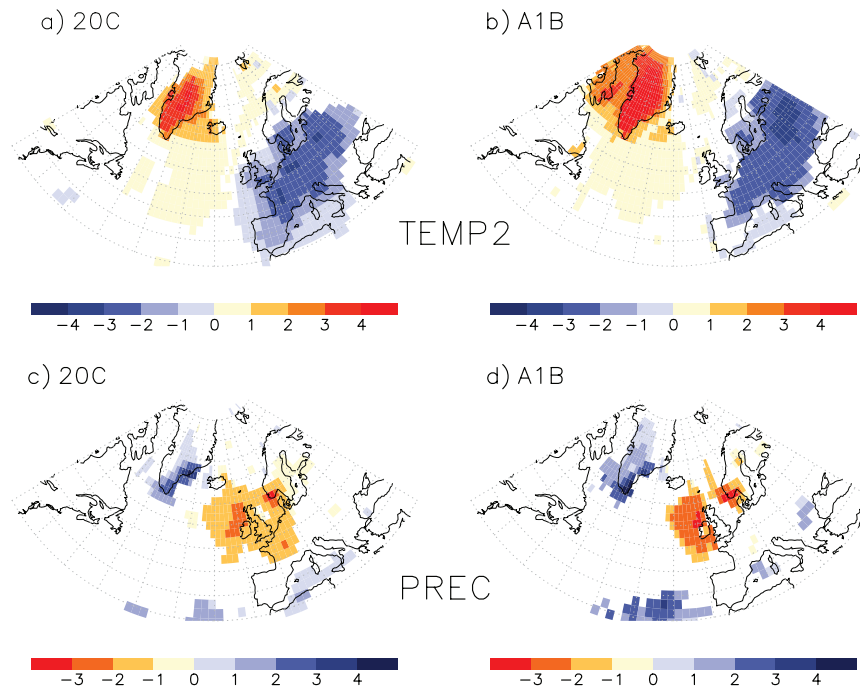 a) 20C
b) A1B
TEMP2
−4 −3 −2 −1 0 1 2 3 4
−4 −3 −2 −1 0 1 2 3 4
c) 20C
d) A1B
PREC
−3 −2 −1 0 1 2 3 4
−3 −2 −1 0 1 2 3 4